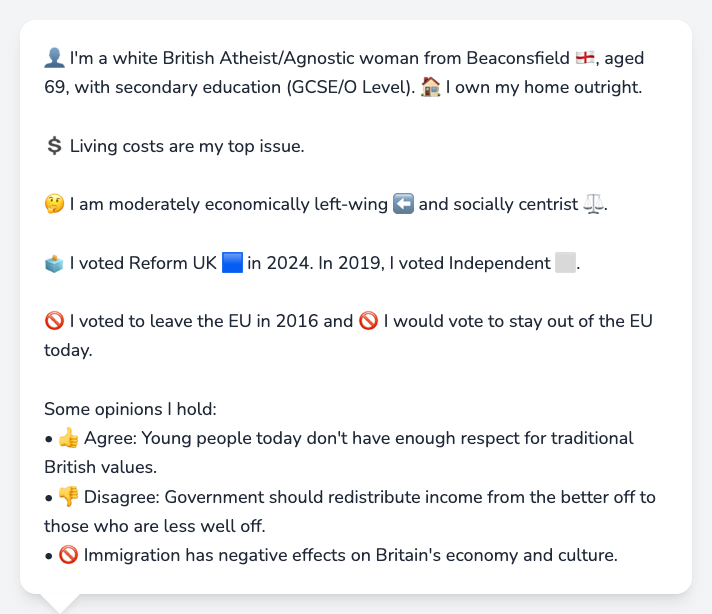 👤 I'm a white British Atheist/Agnostic woman from Beaconsfield 🏴󠁧󠁢󠁥󠁮󠁧󠁿, aged
69, with secondary education (GCSE/O Level). 🏠 I own my home outright.
💲 Living costs are my top issue.
🤔 I am moderately economically left-wing ⬅️ and socially centrist ⚖️.
🗳️ I voted Reform UK 🟦 in 2024. In 2019, I voted Independent ⬜.
🚫 I voted to leave the EU in 2016 and 🚫 I would vote to stay out of the EU
today.
Some opinions I hold:
• 👍 Agree: Young people today don't have enough respect for traditional
British values.
• 👎 Disagree: Government should redistribute income from the better off to
those who are less well off.
• 🚫 Immigration has negative effects on Britain's economy and culture.